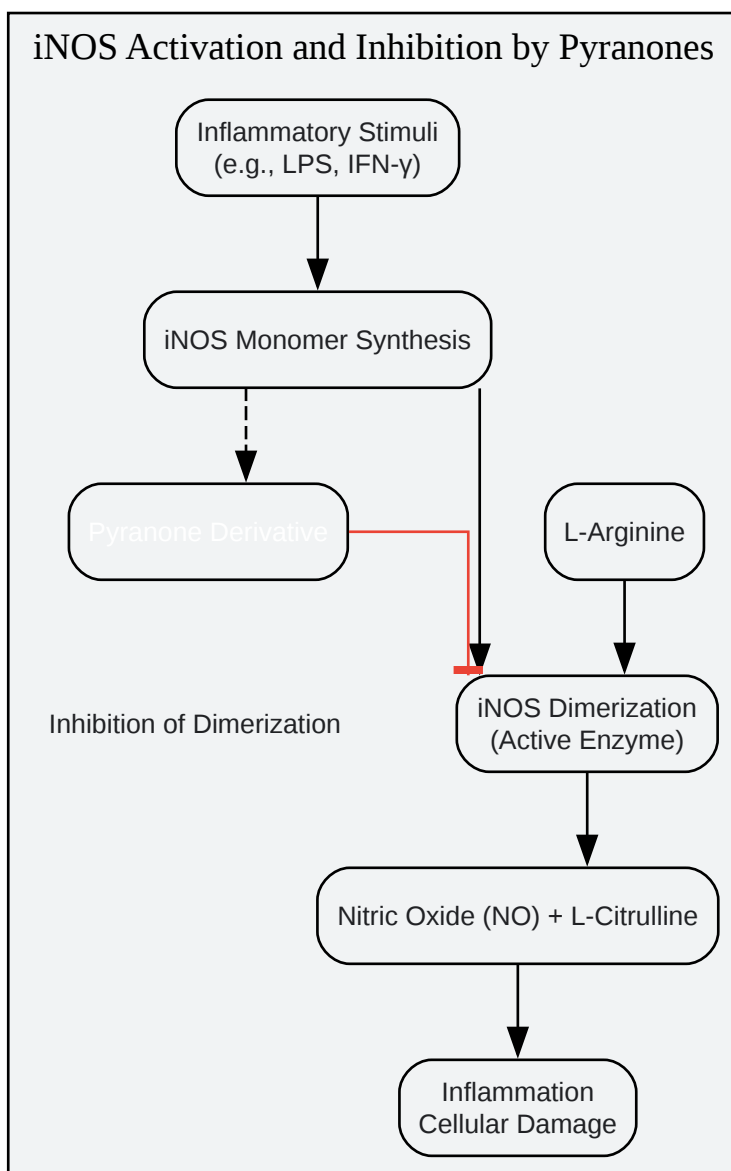 iNOS Activation and Inhibition by Pyranones
Inflammatory Stimuli
(e.g., LPS, IFN-γ)
iNOS Monomer Synthesis
Pyranone Derivative
L-Arginine
Inhibition of Dimerization
iNOS Dimerization
(Active Enzyme)
Nitric Oxide (NO) + L-Citrulline
Inflammation
Cellular Damage